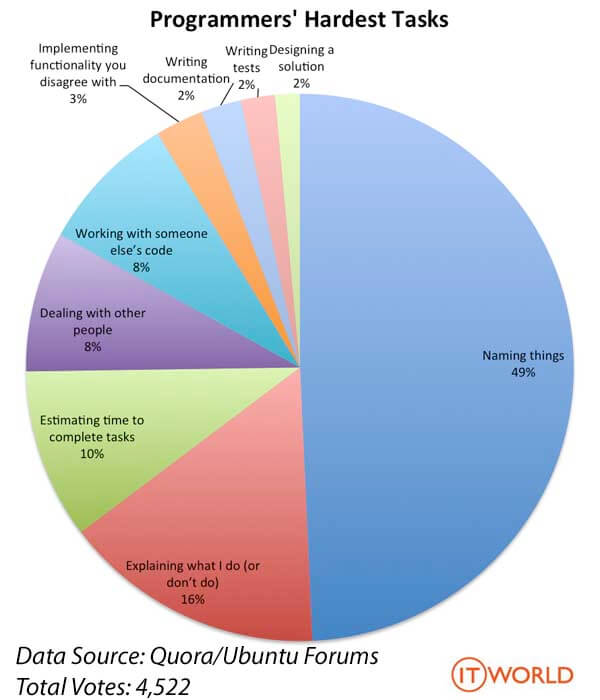 Programmers' Hardest Tasks
Implementing
functionality you
disagree with
3%
Writing
documentation
2%
Writing
tests
2%
Designing a
solution
2%
Working with someone
else's code
8%
Dealing with other
people
8%
Naming things
49%
Estimating time to
complete tasks
10%
Explaining what I do (or
don't do)
16%
Data Source: Quora/Ubuntu Forums
Total Votes: 4,522
ITWORLD